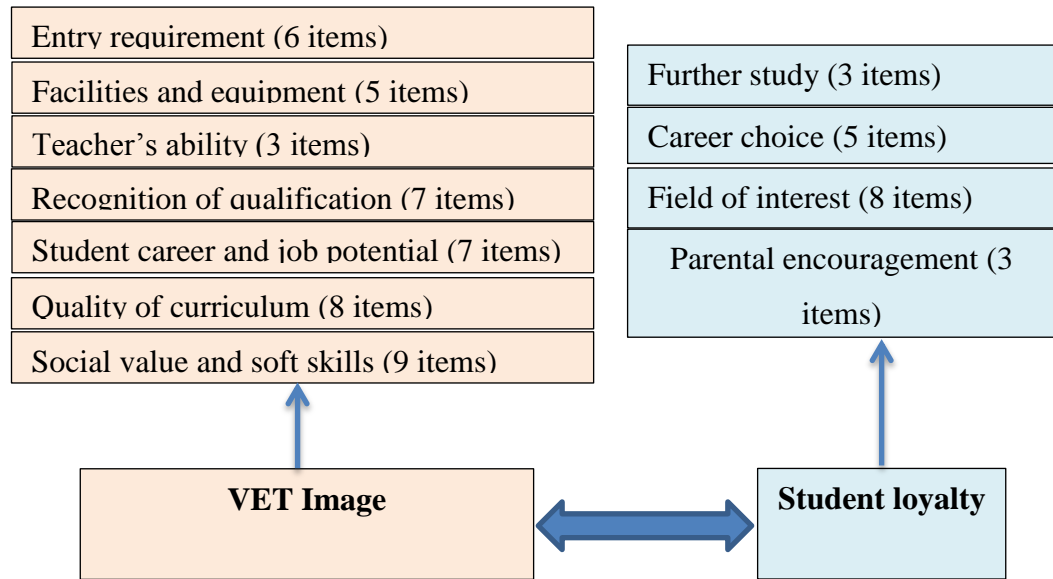 Entry requirement (6 items)
Facilities and equipment (5 items)
Teacher’s ability (3 items)
Recognition of qualification (7 items)
Student career and job potential (7 items)
Quality of curriculum (8 items)
Social value and soft skills (9 items)
Further study (3 items)
Career choice (5 items)
Field of interest (8 items)
Parental encouragement (3
items)
VET Image
Student loyalty